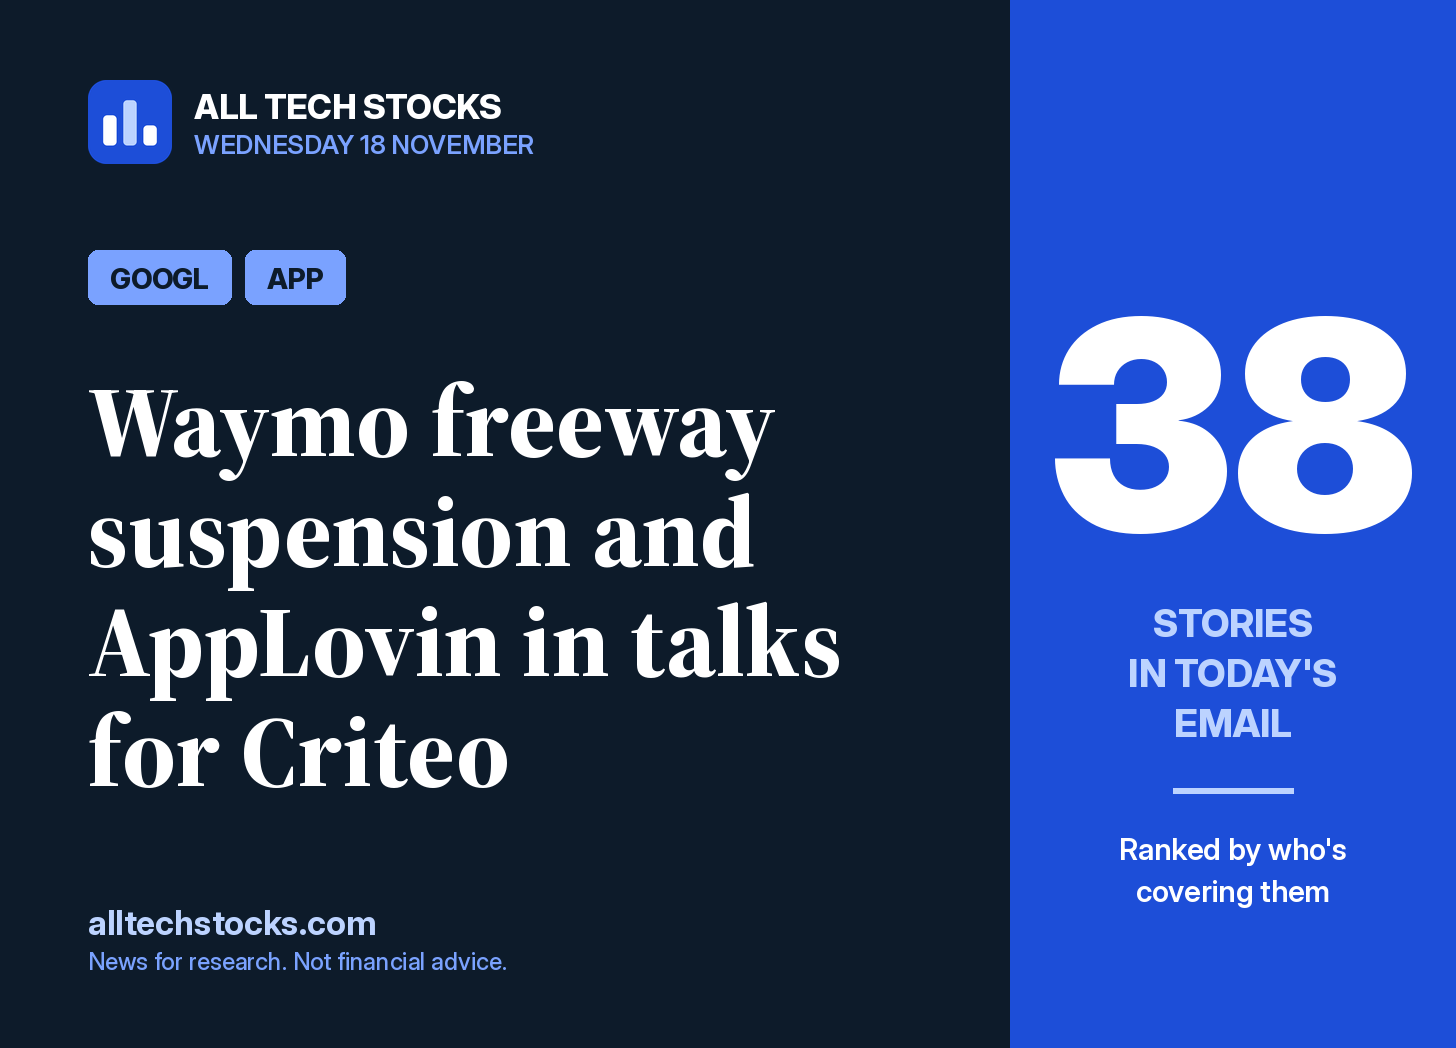 ALL TECH STOCKS
WEDNESDAY 18 NOVEMBER
GOOGL APP
Waymo freeway
suspension and
AppLovin in talks
for Criteo
alltechstocks.com
News for research. Not financial advice.
38
STORIES
IN TODAY'S
EMAIL
Ranked by who's
covering them